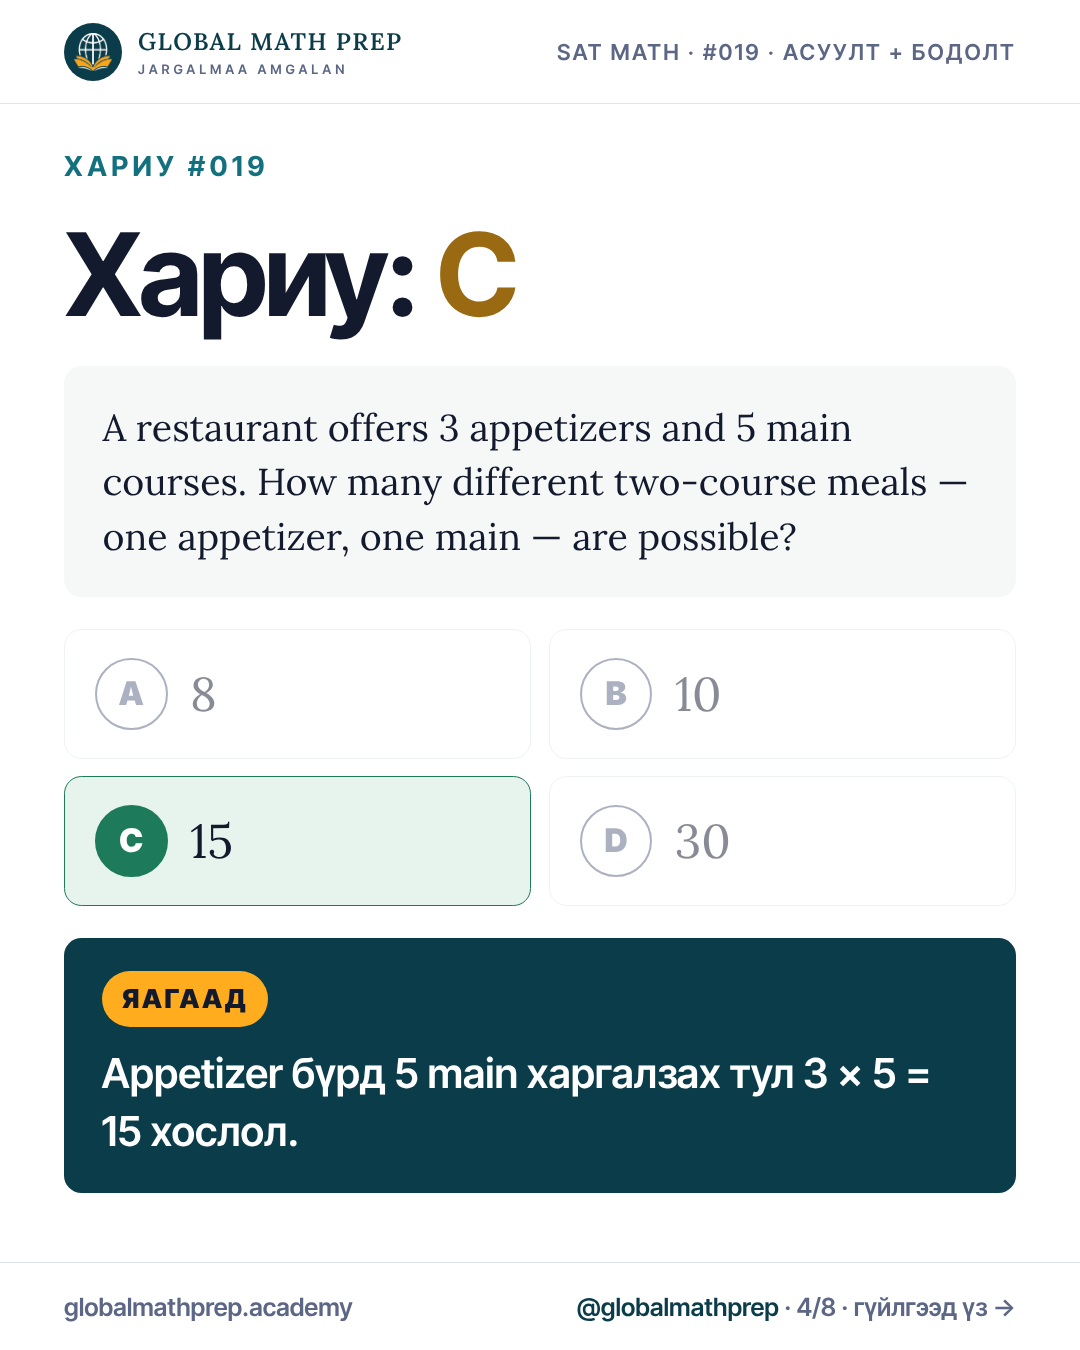 GLOBAL MATH PREP
JARGALMAA AMGALAN
SAT MATH · #019 · АСУУЛТ + БОДОЛТ
ХАРИУ #019
Хариу: C
A restaurant offers 3 appetizers and 5 main
courses. How many different two-course meals —
one appetizer, one main — are possible?
A 8
B 10
C 15
D 30
ЯАГААД
Appetizer бүрд 5 main харгалзах тул 3 × 5 =
15 хослол.
globalmathprep.academy
@globalmathprep · 4/8 · гүйлгээд үз →